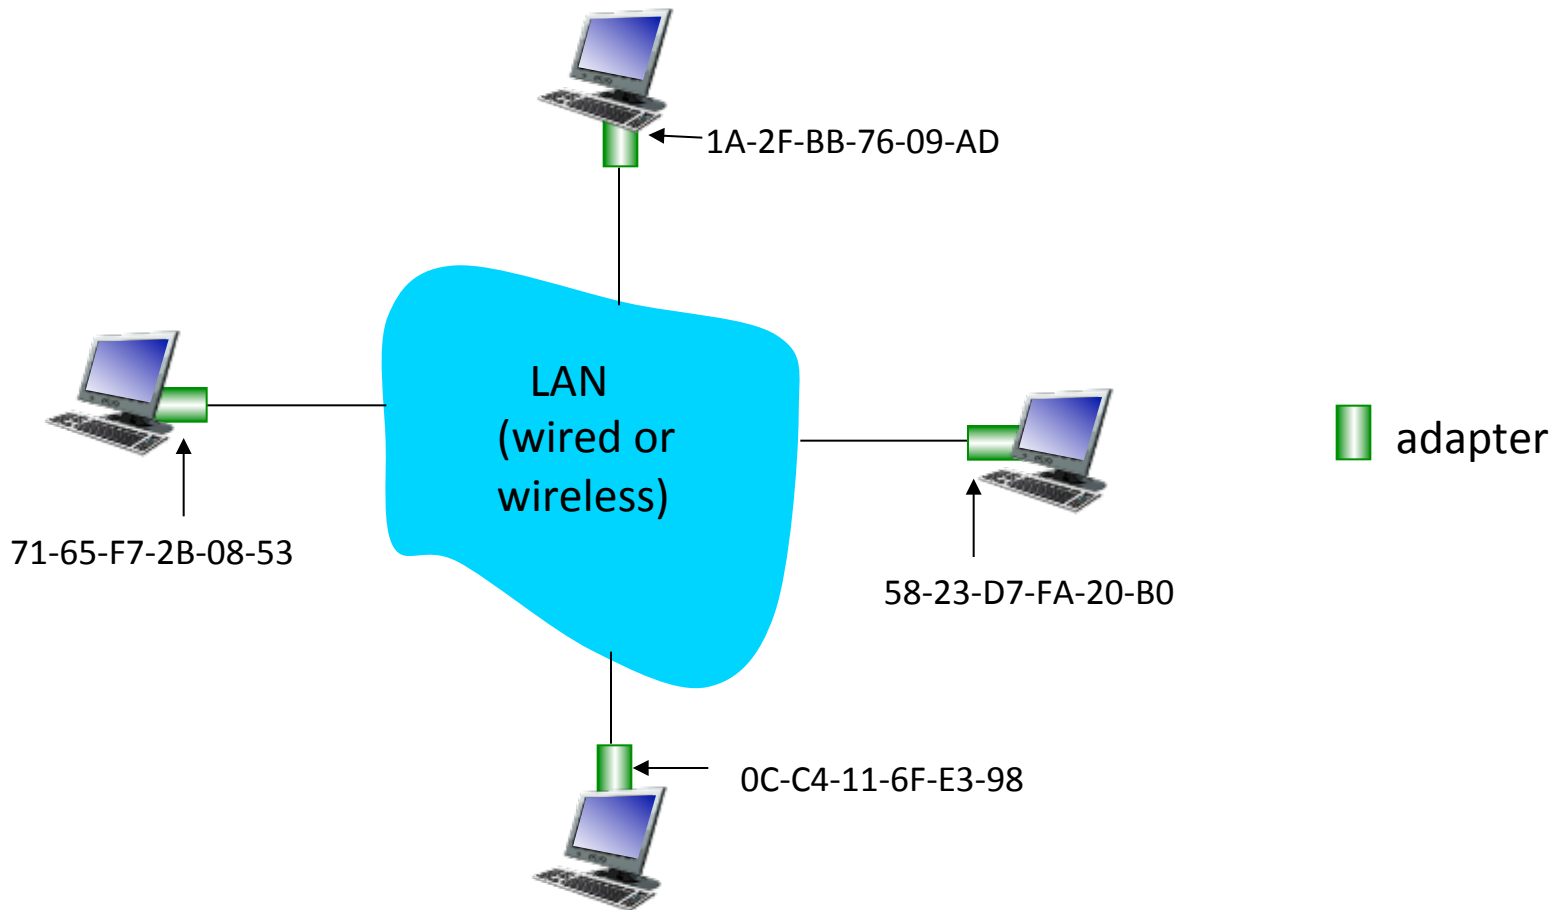 1A-2F-BB-76-09-AD
LAN
(wired or
wireless)
adapter
71-65-F7-2B-08-53
58-23-D7-FA-20-B0
0C-C4-11-6F-E3-98